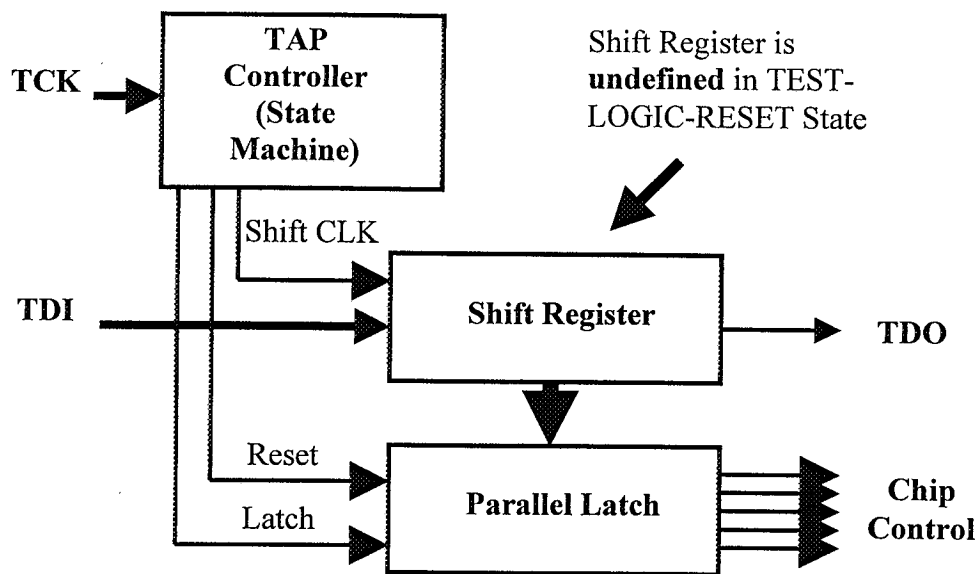 TAP
Controller
(State
Machine)
TCK
Shift Register is
undefined in TEST-
LOGIC-RESET State
Shift CLK
TDI
Shift Register
TDO
Reset
Latch
Parallel Latch
Chip
Control